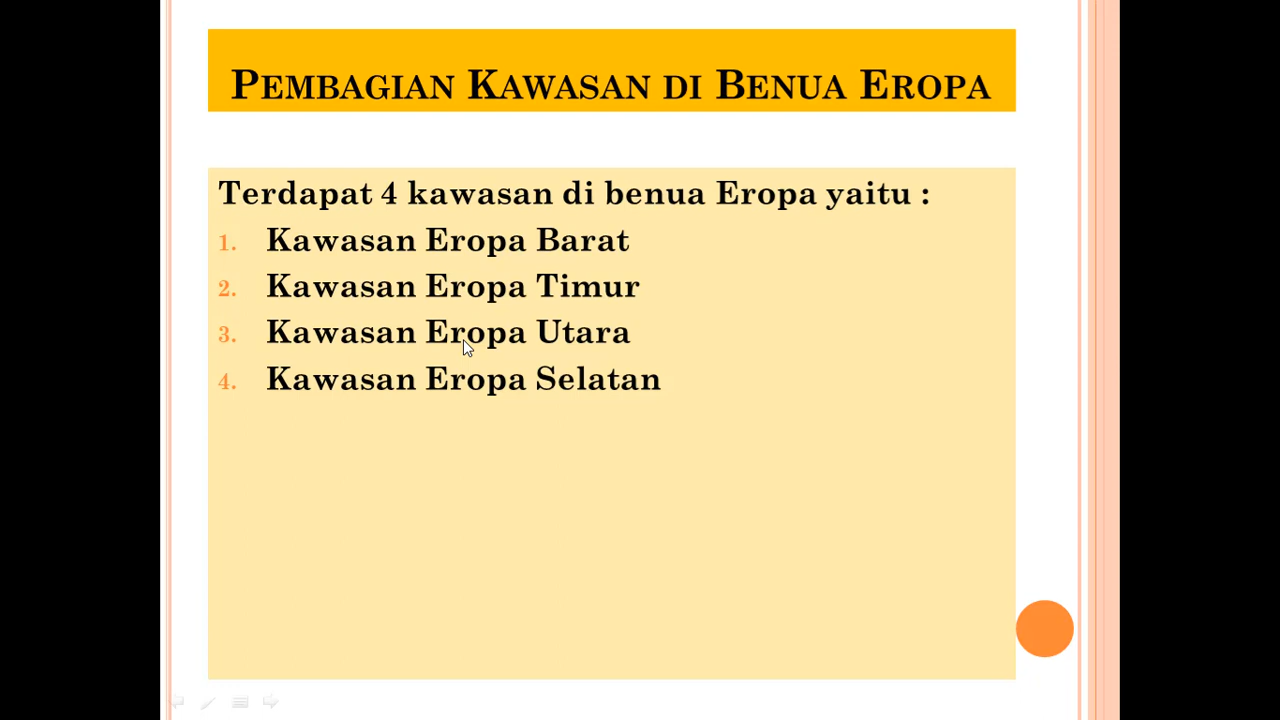 PEMBAGIAN KAWASAN DI BENUA EROPA
Terdapat 4 kawasan di benua Eropa yaitu :
1. Kawasan Eropa Barat
2. Kawasan Eropa Timur
3. Kawasan Eropa Utara
4. Kawasan Eropa Selatan